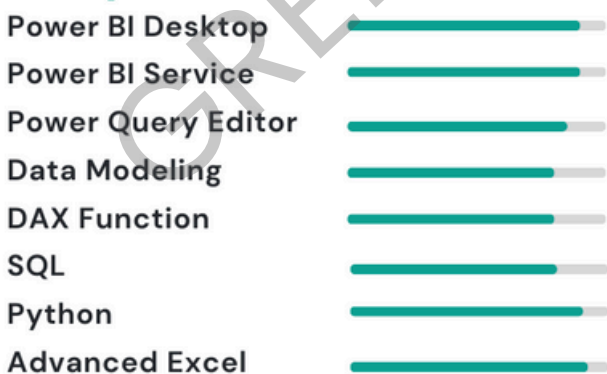 Power BI Desktop
Power BI Service
Power Query Editor
Data Modeling
DAX Function
SQL
Python
Advanced Excel